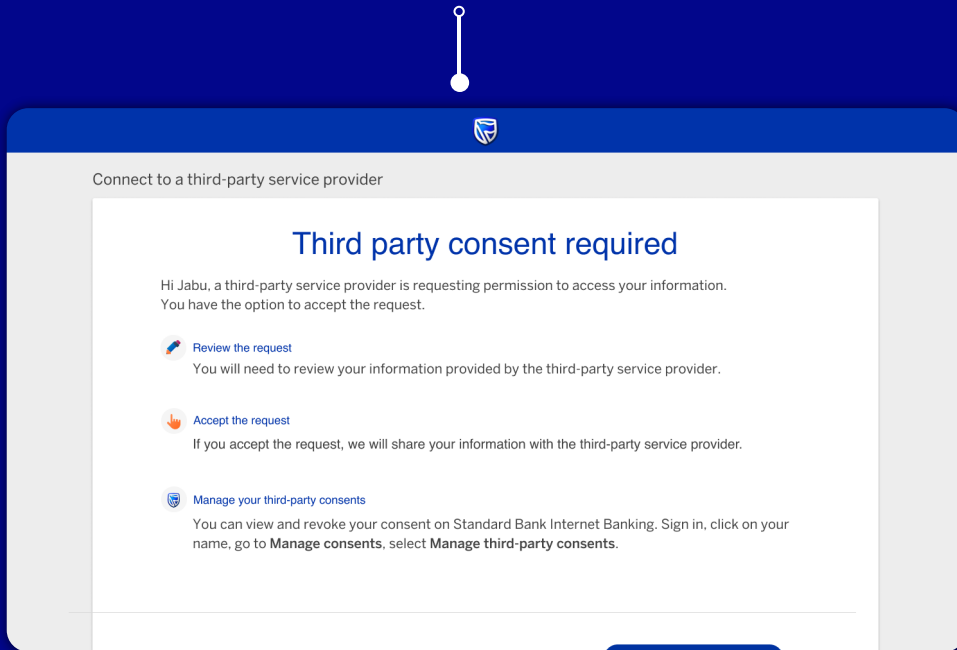 Connect to a third-party service provider
Third party consent required
Hi Jabu, a third-party service provider is requesting permission to access your information.
You have the option to accept the request.
Review the request
You will need to review your information provided by the third-party service provider.
Accept the request
If you accept the request, we will share your information with the third-party service provider.
Manage your third-party consents
You can view and revoke your consent on Standard Bank Internet Banking. Sign in, click on your
name, go to Manage consents, select Manage third-party consents.